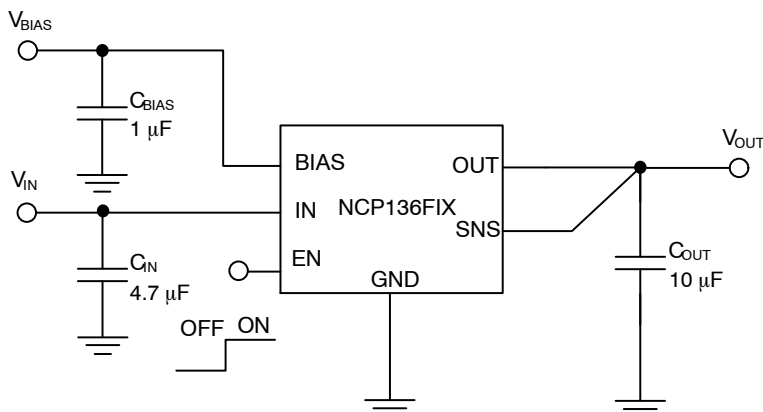 VBIAS
CBIAS
1 μF
VIN
CIN
4.7 μF
BIAS
IN
EN
NCP136FIX
OUT
SNS
GND
OFF ON
VOUT
COUT
10 μF